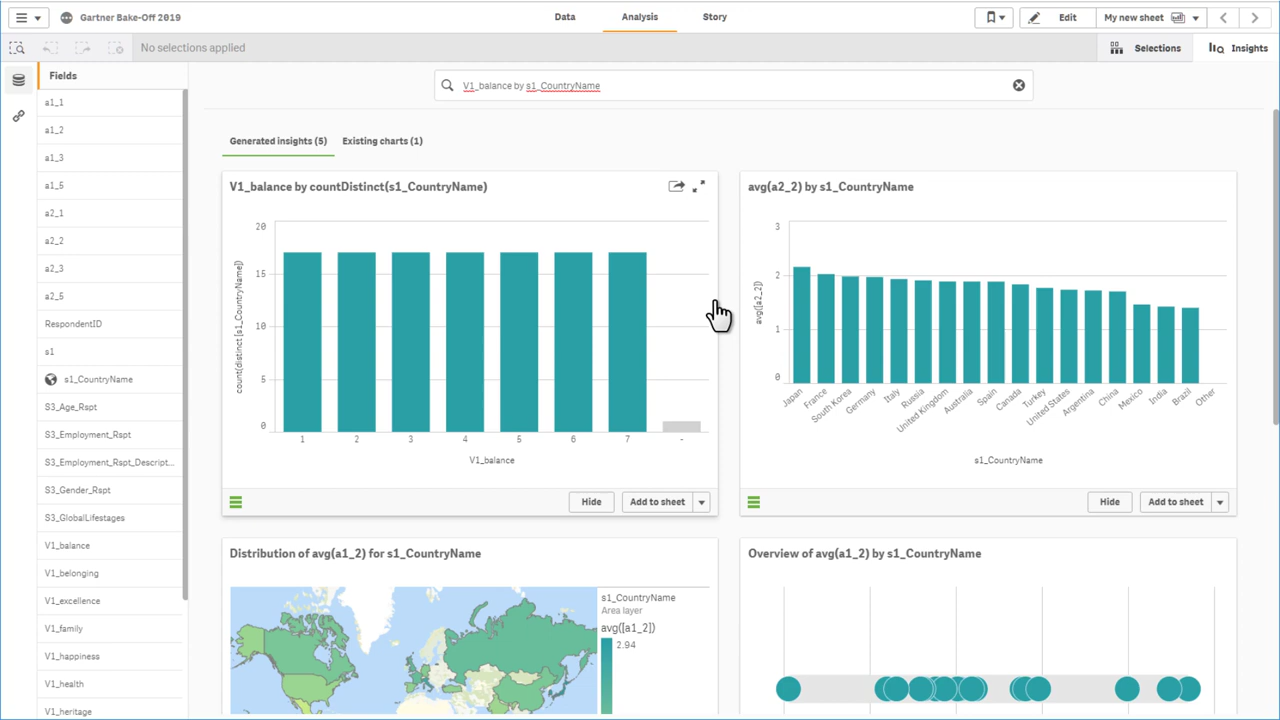 Gartner Bake-Off 2019
Data
Analysis
Story
Edit
My new sheet
No selections applied
Selections
Insights
Fields
a1_1
a1_2
a1_3
a1_5
a2_1
a2_2
a2_3
a2_5
RespondentID
s1
s1_CountryName
S3_Age_Rspt
S3_Employment_Rspt
S3_Employment_Rspt_Descript...
S3_Gender_Rspt
S3_GlobalLifestages
V1_balance
V1_belonging
V1_excellence
V1_family
V1_happiness
V1_health
V1_heritage
V1_balance by s1_CountryName
Generated insights (5)
Existing charts (1)
V1_balance by countDistinct(s1_CountryName)
count(distinct [s1_CountryName])
20
15
10
5
0
1 2 3 4 5 6 7 -
V1_balance
Hide
Add to sheet
avg(a2_2) by s1_CountryName
avg([a2_2])
3
2
1
0
Japan
France
South Korea
Germany
Italy
Russia
United Kingdom
Australia
Spain
Canada
Turkey
United States
Argentina
China
Mexico
India
Brazil
Other
s1_CountryName
Hide
Add to sheet
Distribution of avg(a1_2) for s1_CountryName
s1_CountryName
Area layer
avg([a1_2])
2.94
Overview of avg(a1_2) by s1_CountryName